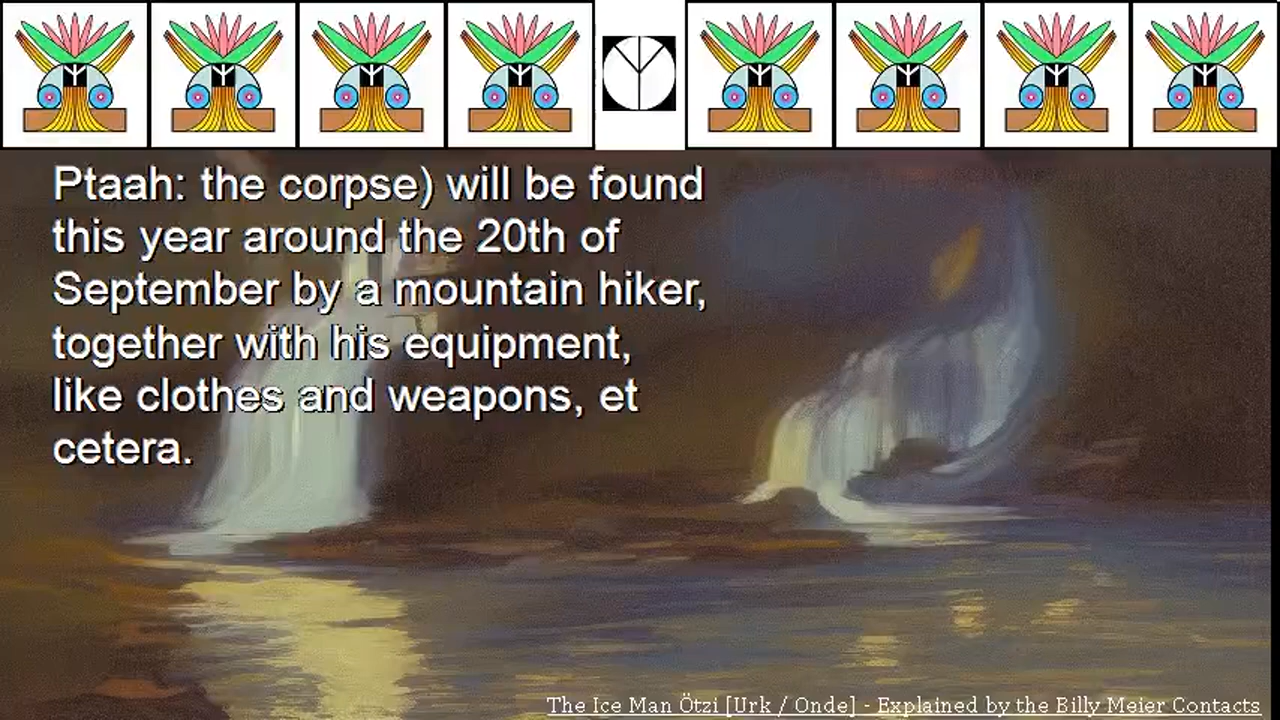 Ptaah: the corpse) will be found
this year around the 20th of
September by a mountain hiker,
together with his equipment,
like clothes and weapons, et
cetera.
The Ice Man Ötzi [Urk / Onde] - Explained by the Billy Meier Contacts